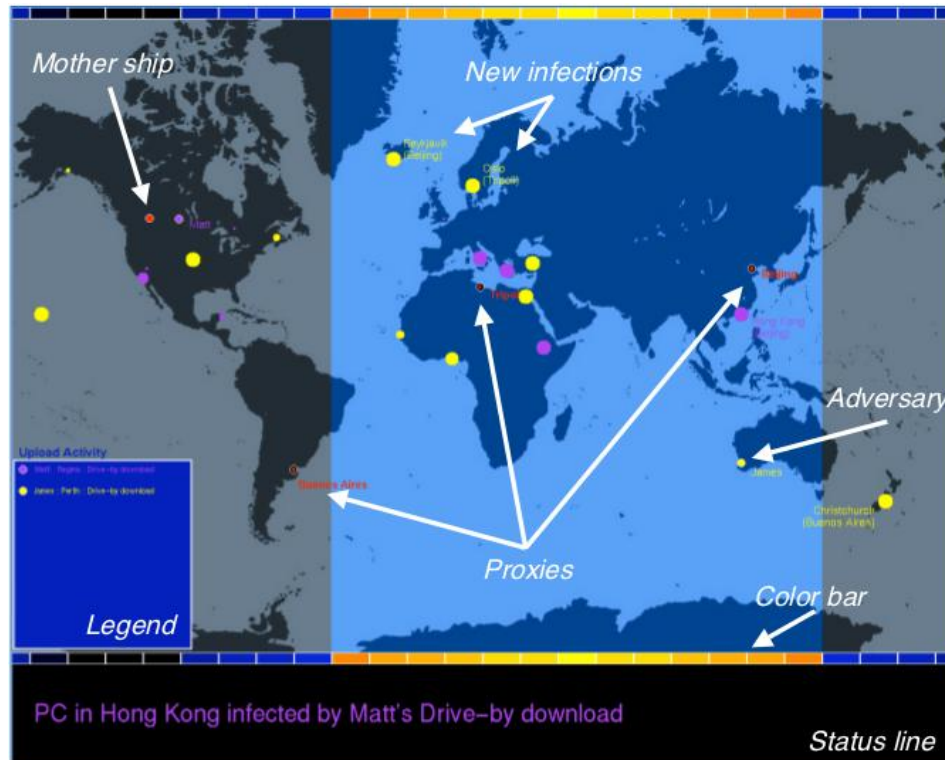 Mother ship
New infections
Reykjavik
(Beijing)
Oslo
(Tripoli)
Matt
Beijing
Tripoli
Hong Kong
(Beijing)
Adversary
Upload Activity
Matt : Regina : Drive-by download
James : Perth : Drive-by download
James
Buenos Aires
Christchurch
(Buenos Aires)
Proxies
Color bar
Legend
PC in Hong Kong infected by Matt's Drive-by download
Status line